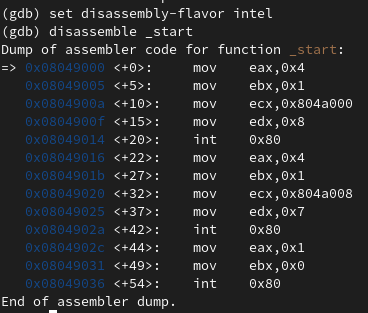 (gdb) set disassembly-flavor intel
(gdb) disassemble _start
Dump of assembler code for function _start:
=> 0x08049000 <+0>:     mov    eax,0x4
   0x08049005 <+5>:     mov    ebx,0x1
   0x0804900a <+10>:    mov    ecx,0x804a000
   0x0804900f <+15>:    mov    edx,0x8
   0x08049014 <+20>:    int    0x80
   0x08049016 <+22>:    mov    eax,0x4
   0x0804901b <+27>:    mov    ebx,0x1
   0x08049020 <+32>:    mov    ecx,0x804a008
   0x08049025 <+37>:    mov    edx,0x7
   0x0804902a <+42>:    int    0x80
   0x0804902c <+44>:    mov    eax,0x1
   0x08049031 <+49>:    mov    ebx,0x0
   0x08049036 <+54>:    int    0x80
End of assembler dump.